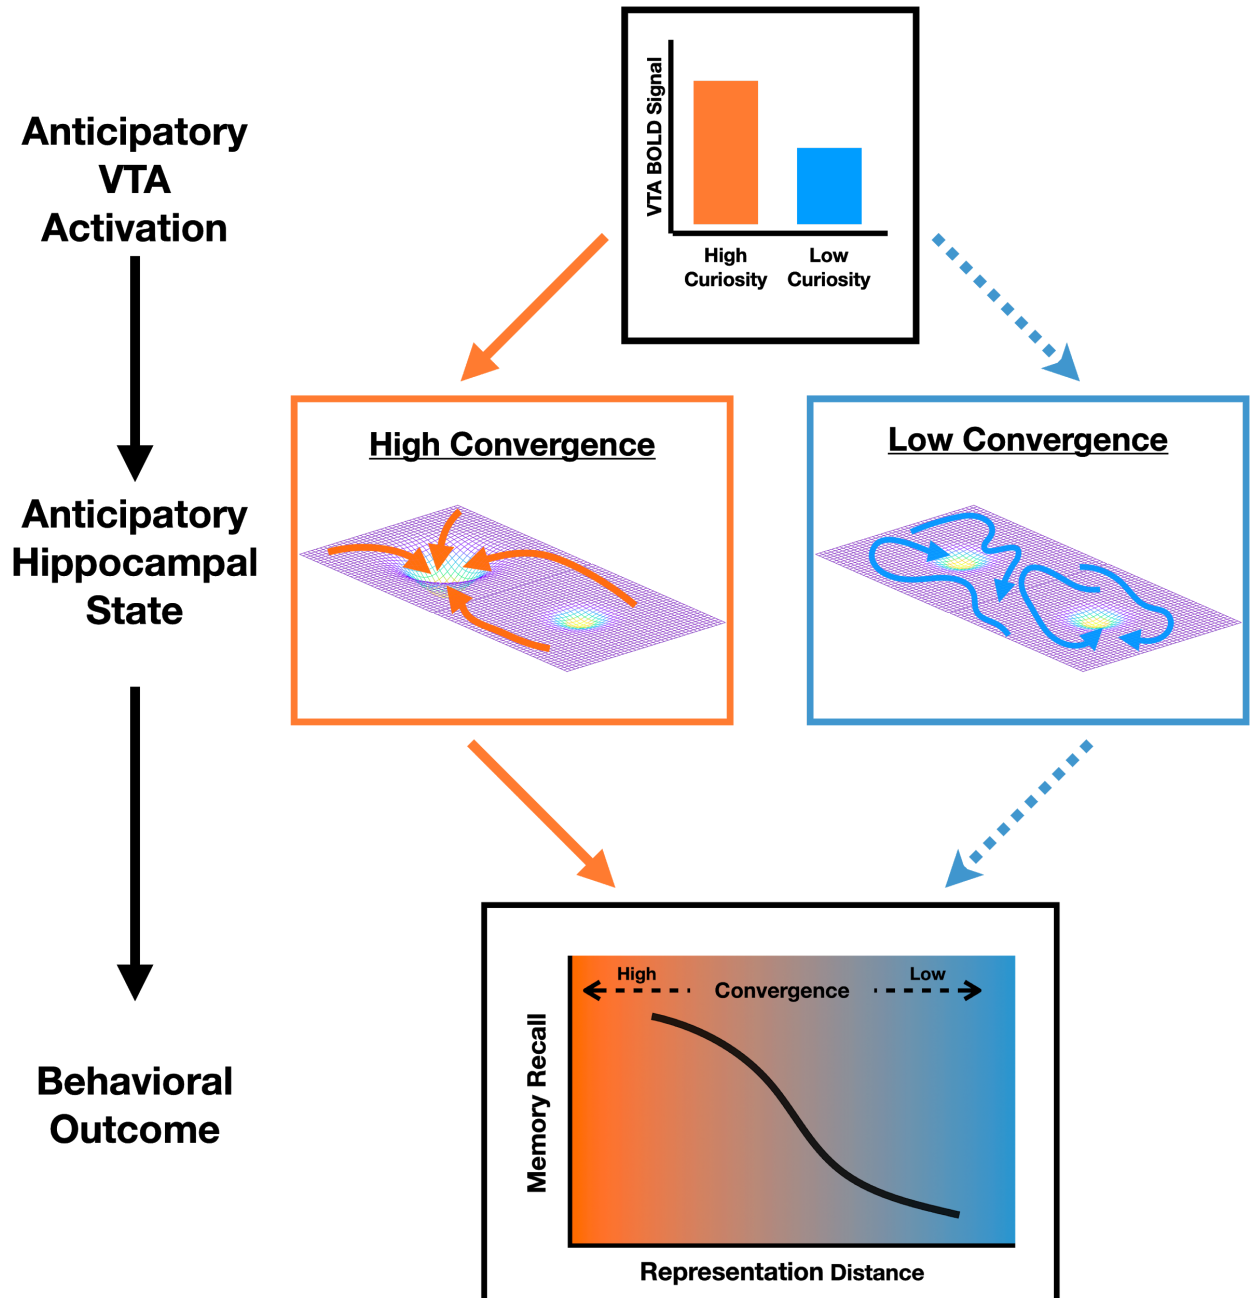 Anticipatory
VTA
Activation
VTA BOLD Signal
High
Curiosity
Low
Curiosity
Anticipatory
Hippocampal
State
High Convergence
Low Convergence
Behavioral
Outcome
High
Low
Convergence
Memory Recall
Representation Distance